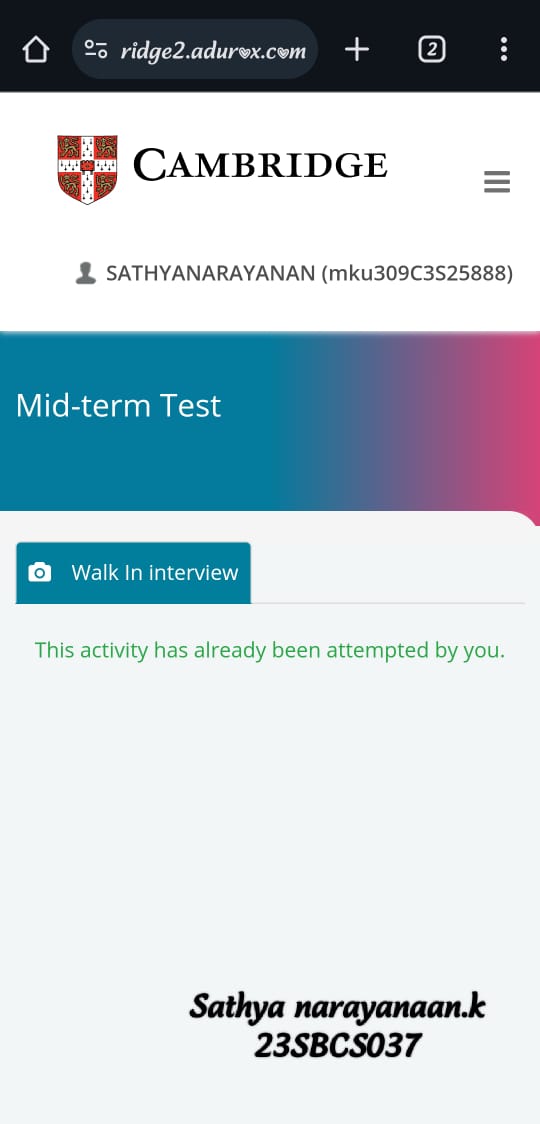 ridge2.adurox.com
2
CAMBRIDGE
SATHYANARAYANAN (mku309C3S25888)
Mid-term Test
Walk In interview
This activity has already been attempted by you.
Sathya narayanaan.k
23SBCS037